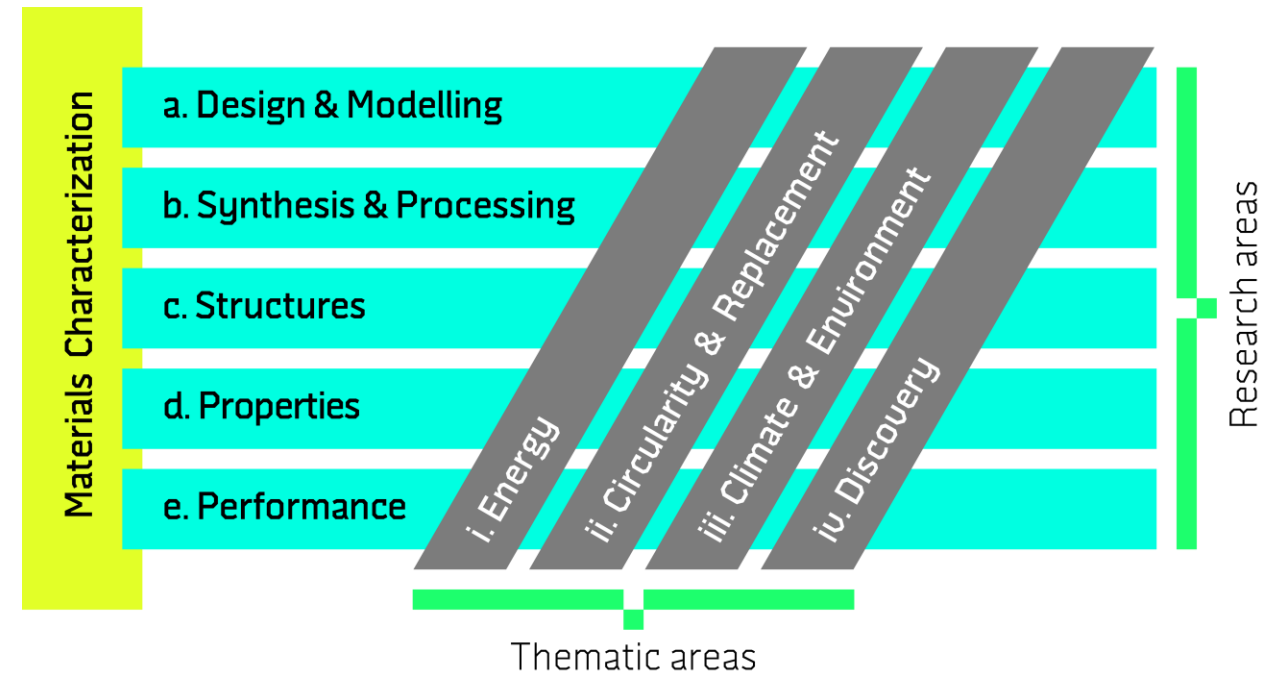 Materials Characterization
a. Design & Modelling
b. Synthesis & Processing
c. Structures
d. Properties
e. Performance
i. Energy
ii. Circularity & Replacement
iii. Climate & Environment
iv. Discovery
Research areas
Thematic areas